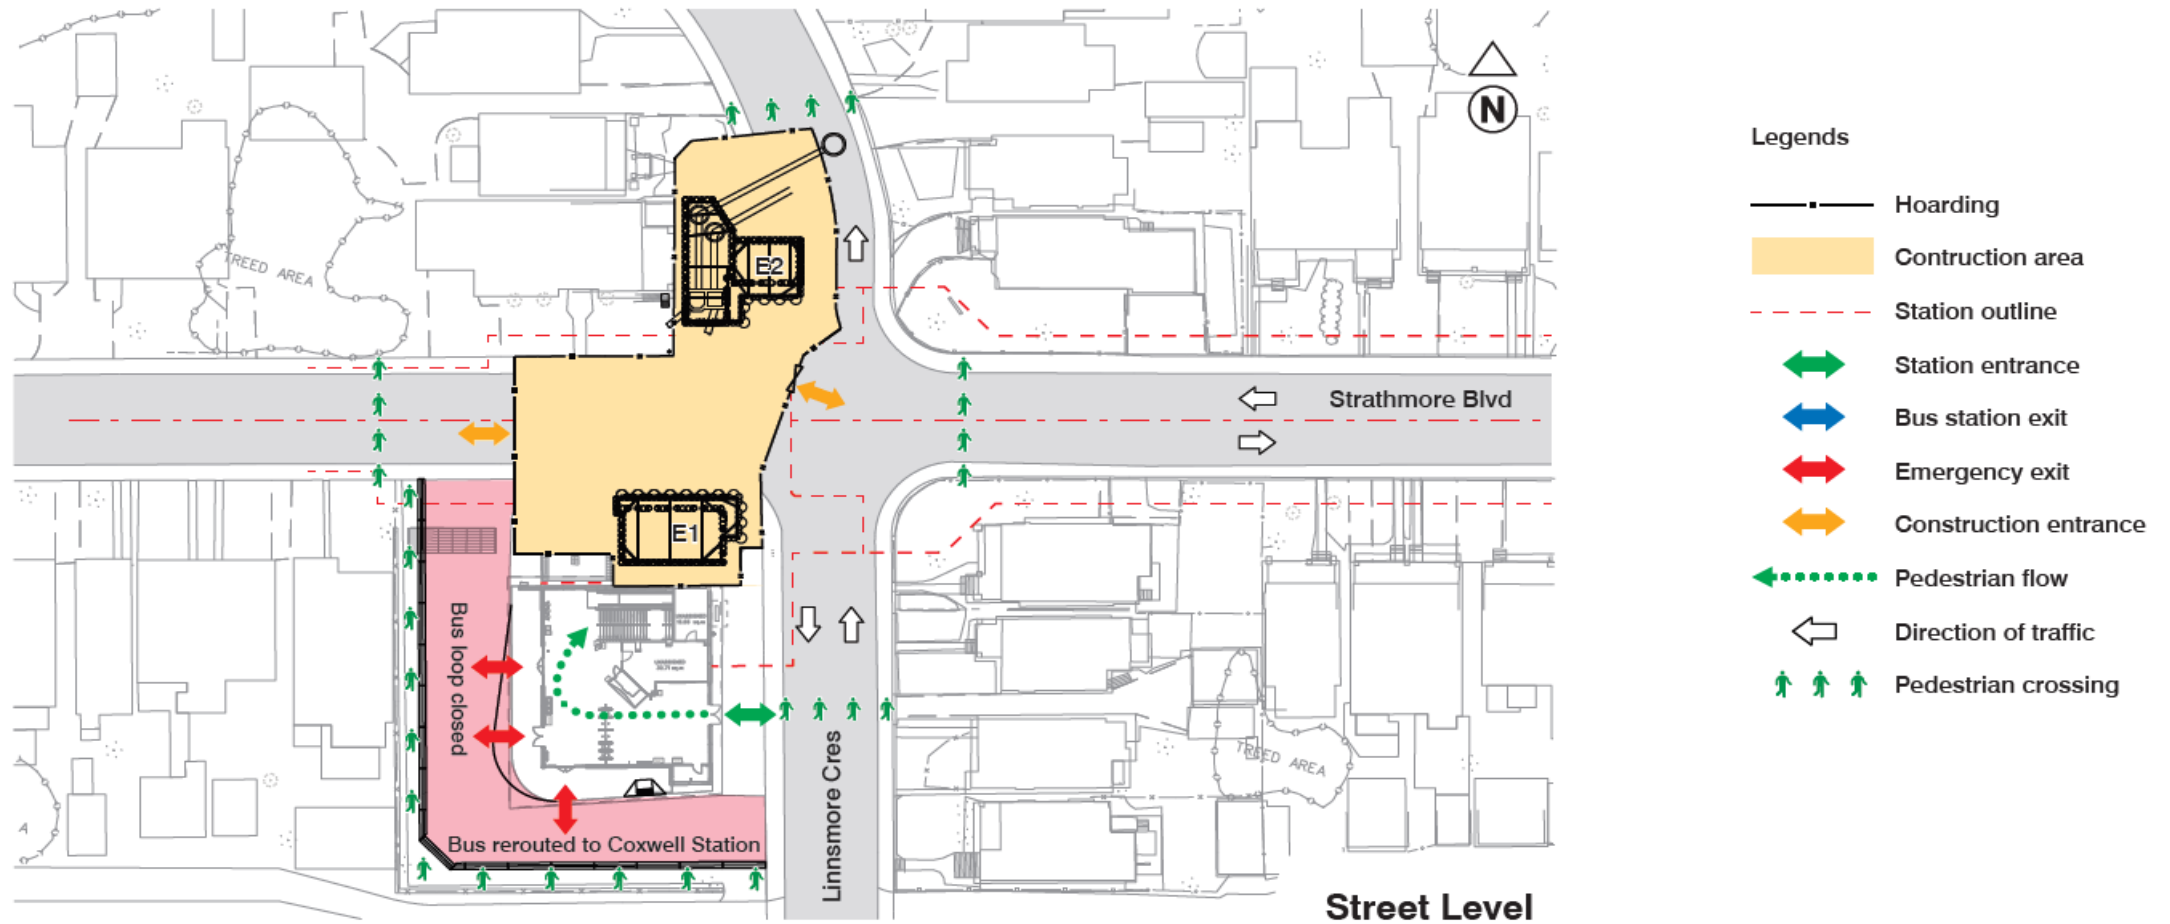 N
Legends
Hoarding
Contruction area
Station outline
Station entrance
Bus station exit
Emergency exit
Construction entrance
Pedestrian flow
Direction of traffic
Pedestrian crossing
TREED AREA
E2
Strathmore Blvd
E1
Bus loop closed
TREED AREA
A
Bus rerouted to Coxwell Station
Linnsmore Cres
Street Level